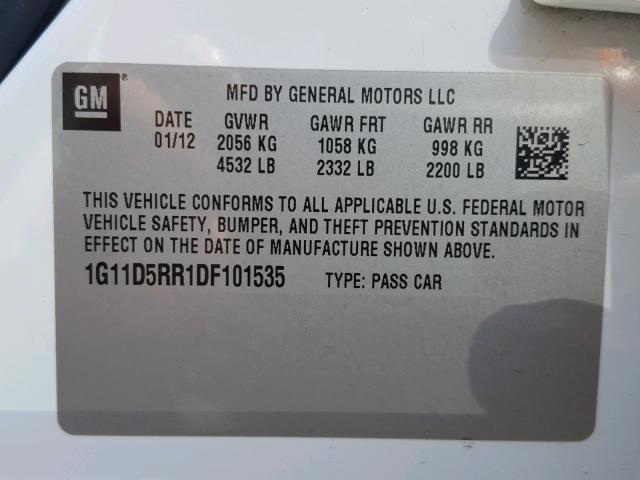 GM ®
MFD BY GENERAL MOTORS LLC
DATE GVWR GAWR FRT GAWR RR
01/12 2056 KG 1058 KG 998 KG
4532 LB 2332 LB 2200 LB
THIS VEHICLE CONFORMS TO ALL APPLICABLE U.S. FEDERAL MOTOR
VEHICLE SAFETY, BUMPER, AND THEFT PREVENTION STANDARDS IN
EFFECT ON THE DATE OF MANUFACTURE SHOWN ABOVE.
1G11D5RR1DF101535 TYPE: PASS CAR